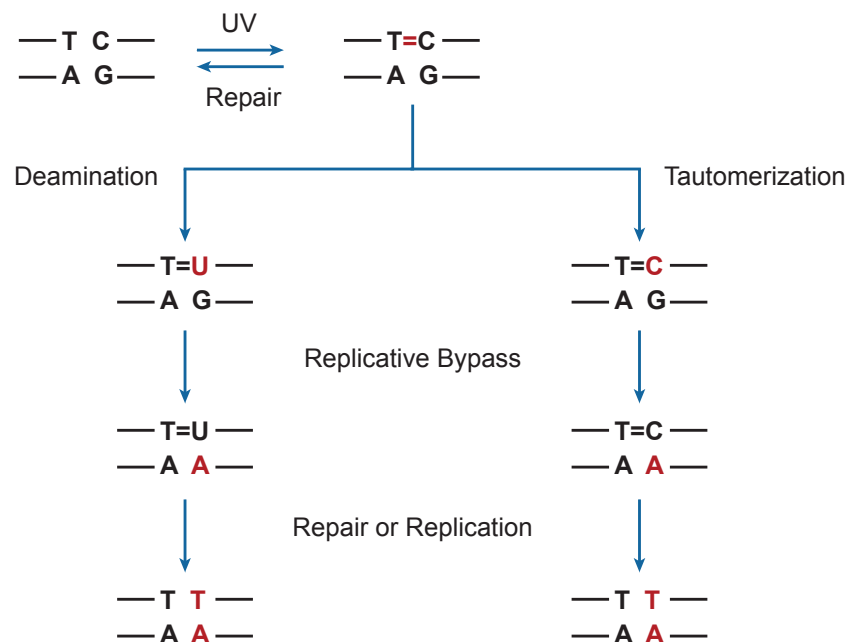 UV
T C
T=C
A G
A G
Repair
Deamination
Tautomerization
T=U
T=C
A G
A G
Replicative Bypass
T=U
T=C
A A
A A
Repair or Replication
T T
T T
A A
A A